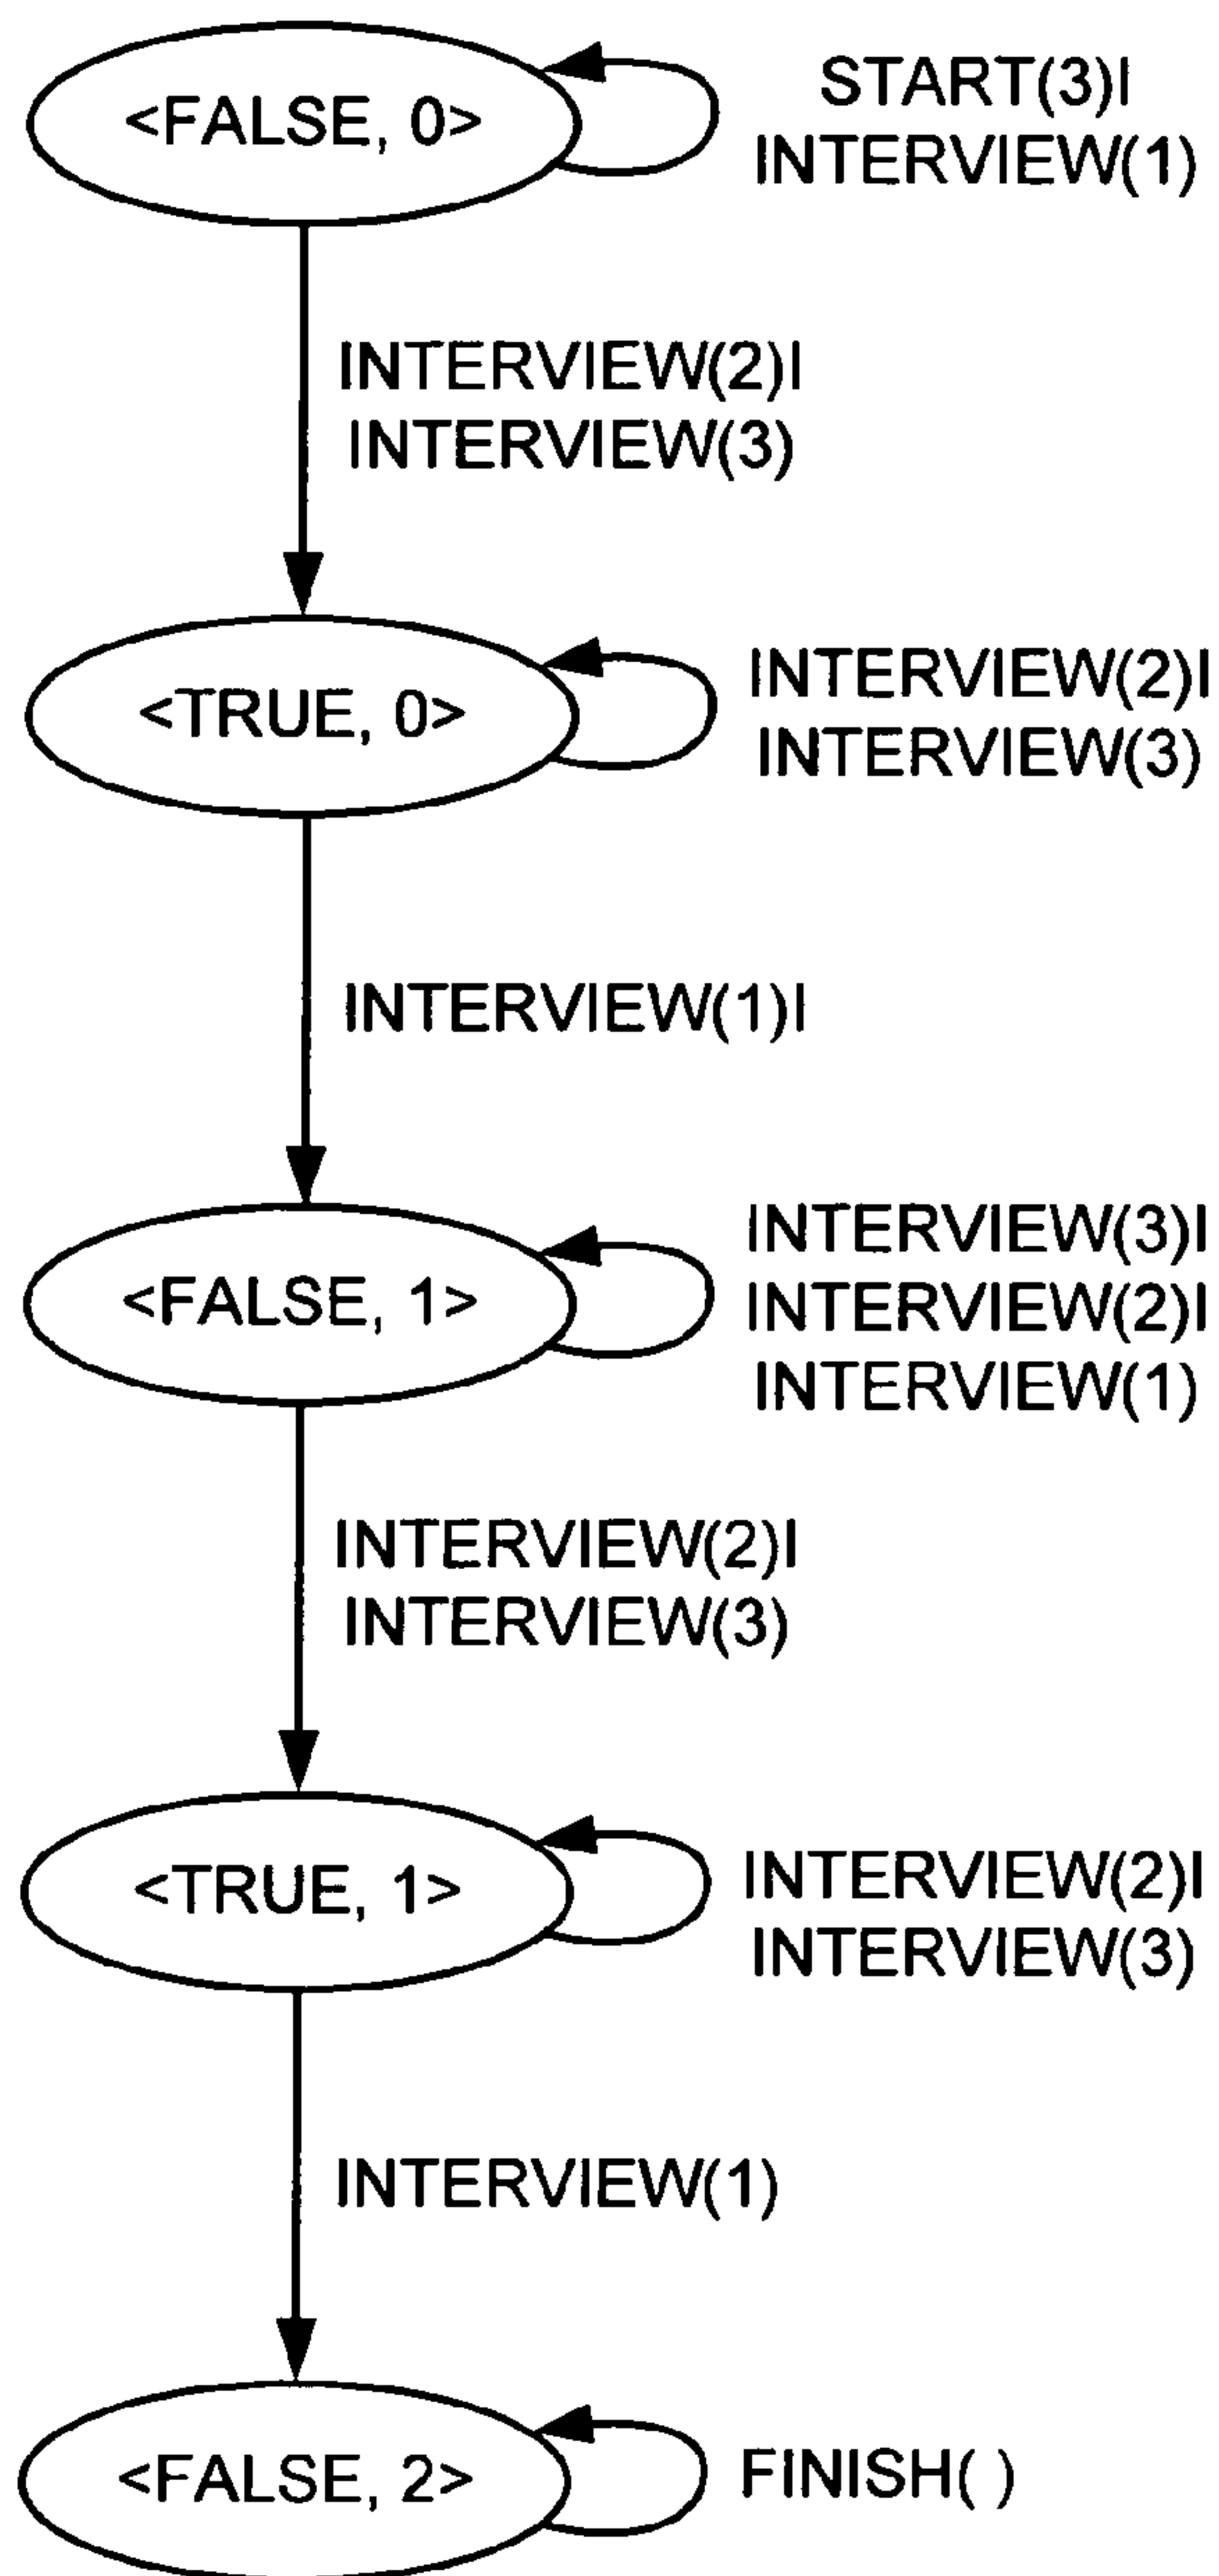 <FALSE, 0>
START(3)|
INTERVIEW(1)
INTERVIEW(2)|
INTERVIEW(3)
<TRUE, 0>
INTERVIEW(2)|
INTERVIEW(3)
INTERVIEW(1)|
<FALSE, 1>
INTERVIEW(3)|
INTERVIEW(2)|
INTERVIEW(1)
INTERVIEW(2)|
INTERVIEW(3)
<TRUE, 1>
INTERVIEW(2)|
INTERVIEW(3)
INTERVIEW(1)
<FALSE, 2>
FINISH( )